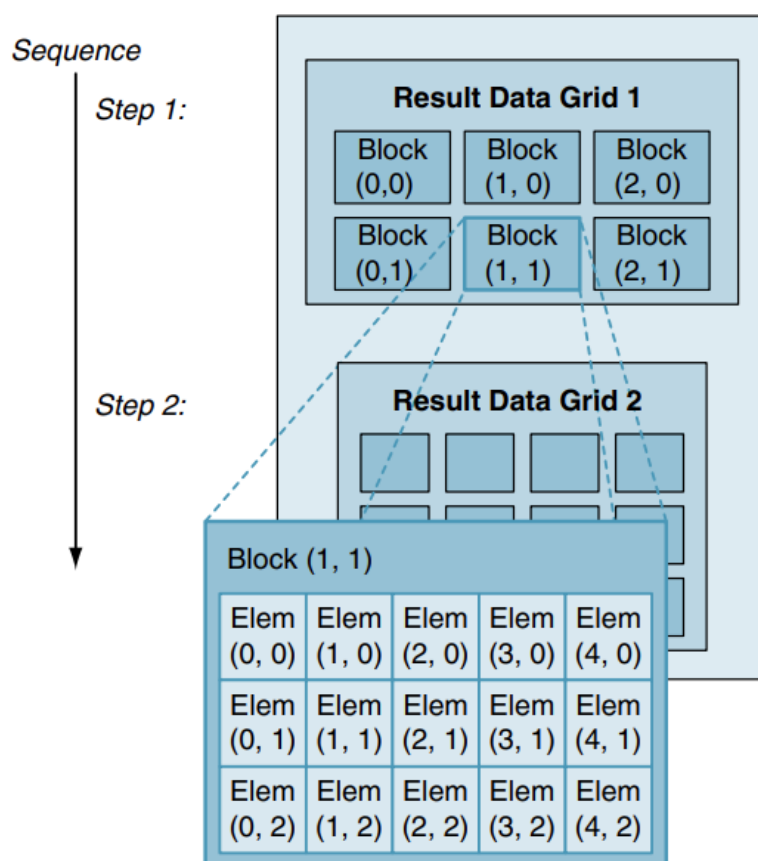 Sequence
Step 1:
Result Data Grid 1
Block Block Block
(0,0) (1, 0) (2, 0)
Block Block Block
(0,1) (1, 1) (2, 1)
Step 2:
Result Data Grid 2
Block (1, 1)
Elem Elem Elem Elem Elem
(0, 0) (1, 0) (2, 0) (3, 0) (4, 0)
Elem Elem Elem Elem Elem
(0, 1) (1, 1) (2, 1) (3, 1) (4, 1)
Elem Elem Elem Elem Elem
(0, 2) (1, 2) (2, 2) (3, 2) (4, 2)